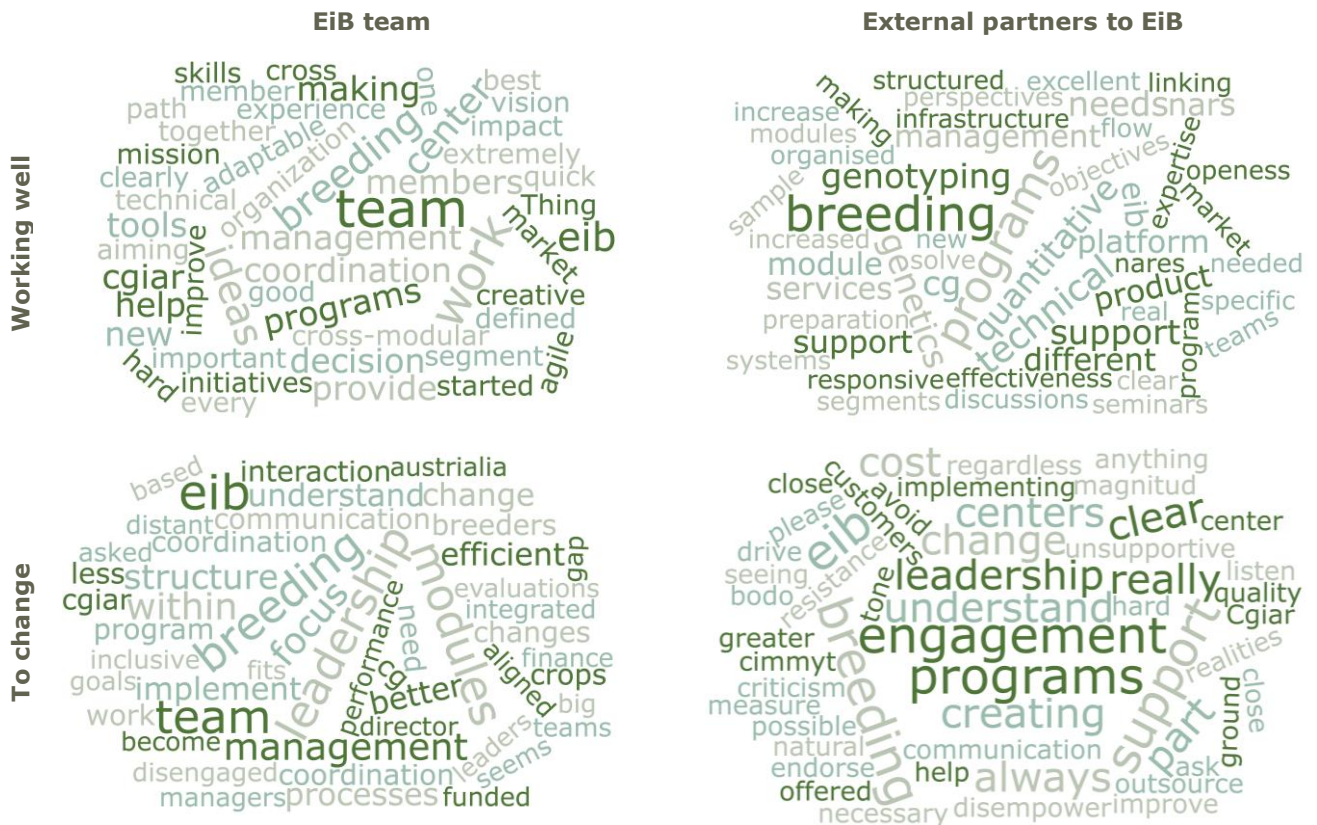 EiB team
External partners to EiB
Working well
skills
cross
member
making
one
best
path
experience
vision
together
adaptable
organization
breeding
center
impact
mission
extremely
clearly
members
quick
technical
team
Thing
tools
management
work
market
eib
aiming
improve
ideas
cgiar
coordination
help
good
programs
creative
new
cross-modular
defined
hard
important
decision
segment
agile
initiatives
provide
started
every
making
structured
excellent
linking
perspectives
needs
nars
increase
infrastructure
modules
management
flow
organised
objectives
expertise
openess
sample
genotyping
programs
quantitative
eib
market
breeding
increased
genetics
new
platform
module
solve
nares
needed
services
cg
technical
product
real
specific
preparation
support
support
program
teams
systems
different
responsive
effectiveness
clear
segments
discussions
seminars
To change
based
interaction
austrialia
eib
understand
change
distant
communication
breeders
asked
coordination
breeding
leadership
modules
efficient
gap
less
structure
focus
evaluations
cgiar
within
performance
need
integrated
program
changes
inclusive
fits
aligned
finance
goals
implement
cg
better
crops
work
team
director
big
become
management
leaders
teams
disengaged
coordination
seems
managers
processes
funded
close
customers
cost
regardless
anything
avoid
implementing
magnitud
please
eib
centers
clear
center
drive
resistance
change
unsupportive
seeing
tone
leadership
really
listen
bodo
breeding
understand
hard
quality
greater
engagement
support
Cgiar
cimmyt
programs
realities
criticism
creating
part
ground
close
measure
possible
natural
communication
endorse
help
always
ask
offered
outsource
necessary
disempower
improve